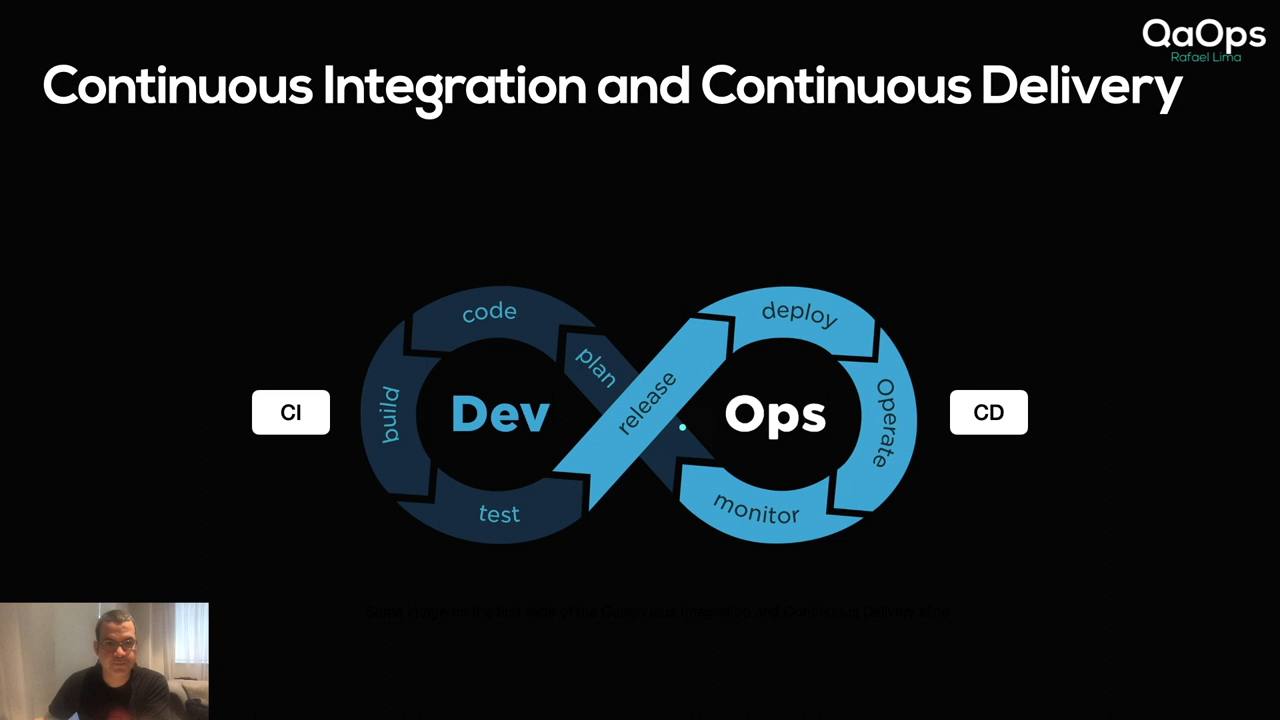 QaOps
Rafael Lima
Continuous Integration and Continuous Delivery
code
deploy
plan
release
build
Operate
CI
Dev
Ops
CD
test
monitor